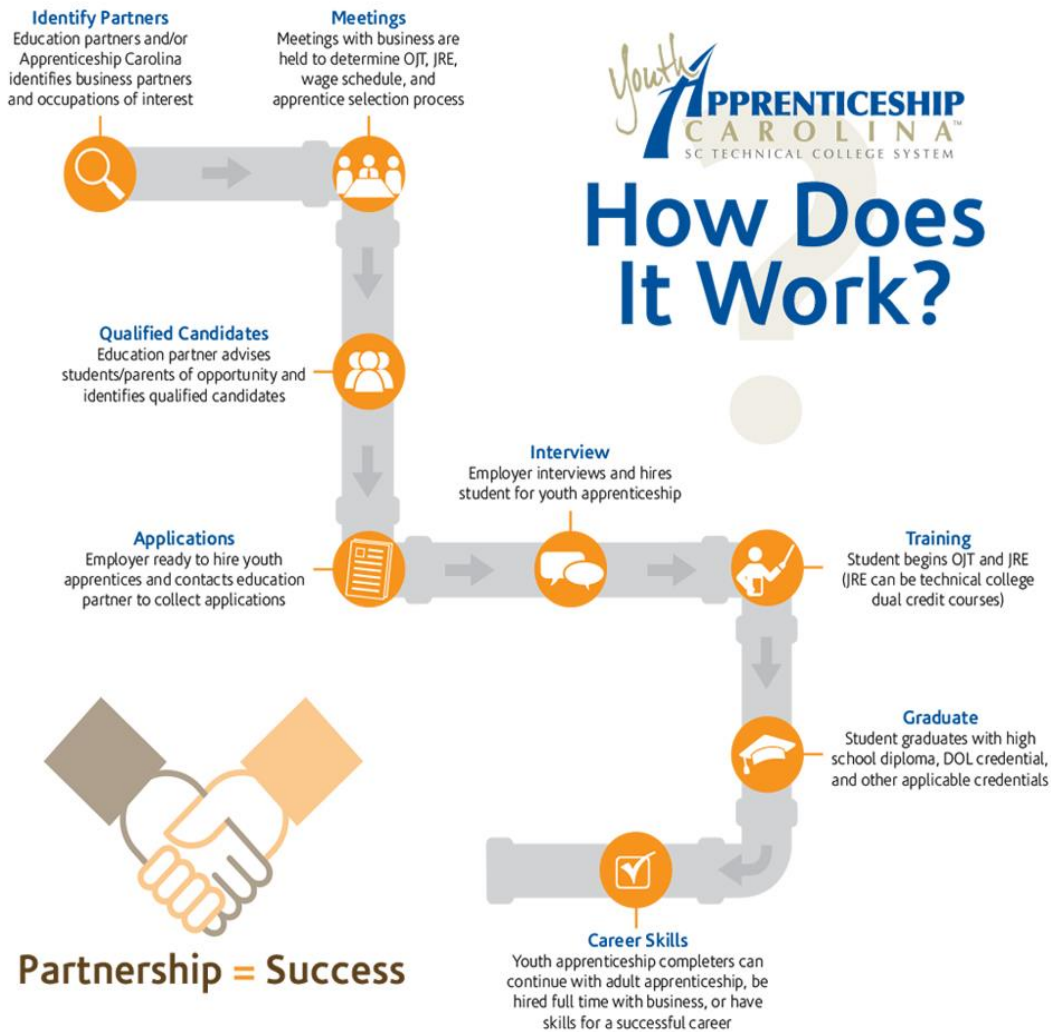 Identify Partners
Education partners and/or
Apprenticeship Carolina
identifies business partners
and occupations of interest
Meetings
Meetings with business are
held to determine OJT, JRE,
wage schedule, and
apprentice selection process
Youth
APPRENTICESHIP
CAROLINA™
SC TECHNICAL COLLEGE SYSTEM
How Does
It Work?
Qualified Candidates
Education partner advises
students/parents of opportunity and
identifies qualified candidates
Applications
Employer ready to hire youth
apprentices and contacts education
partner to collect applications
Interview
Employer interviews and hires
student for youth apprenticeship
Training
Student begins OJT and JRE
(JRE can be technical college
dual credit courses)
Graduate
Student graduates with high
school diploma, DOL credential,
and other applicable credentials
Career Skills
Youth apprenticeship completers can
continue with adult apprenticeship, be
hired full time with business, or have
skills for a successful career
Partnership = Success